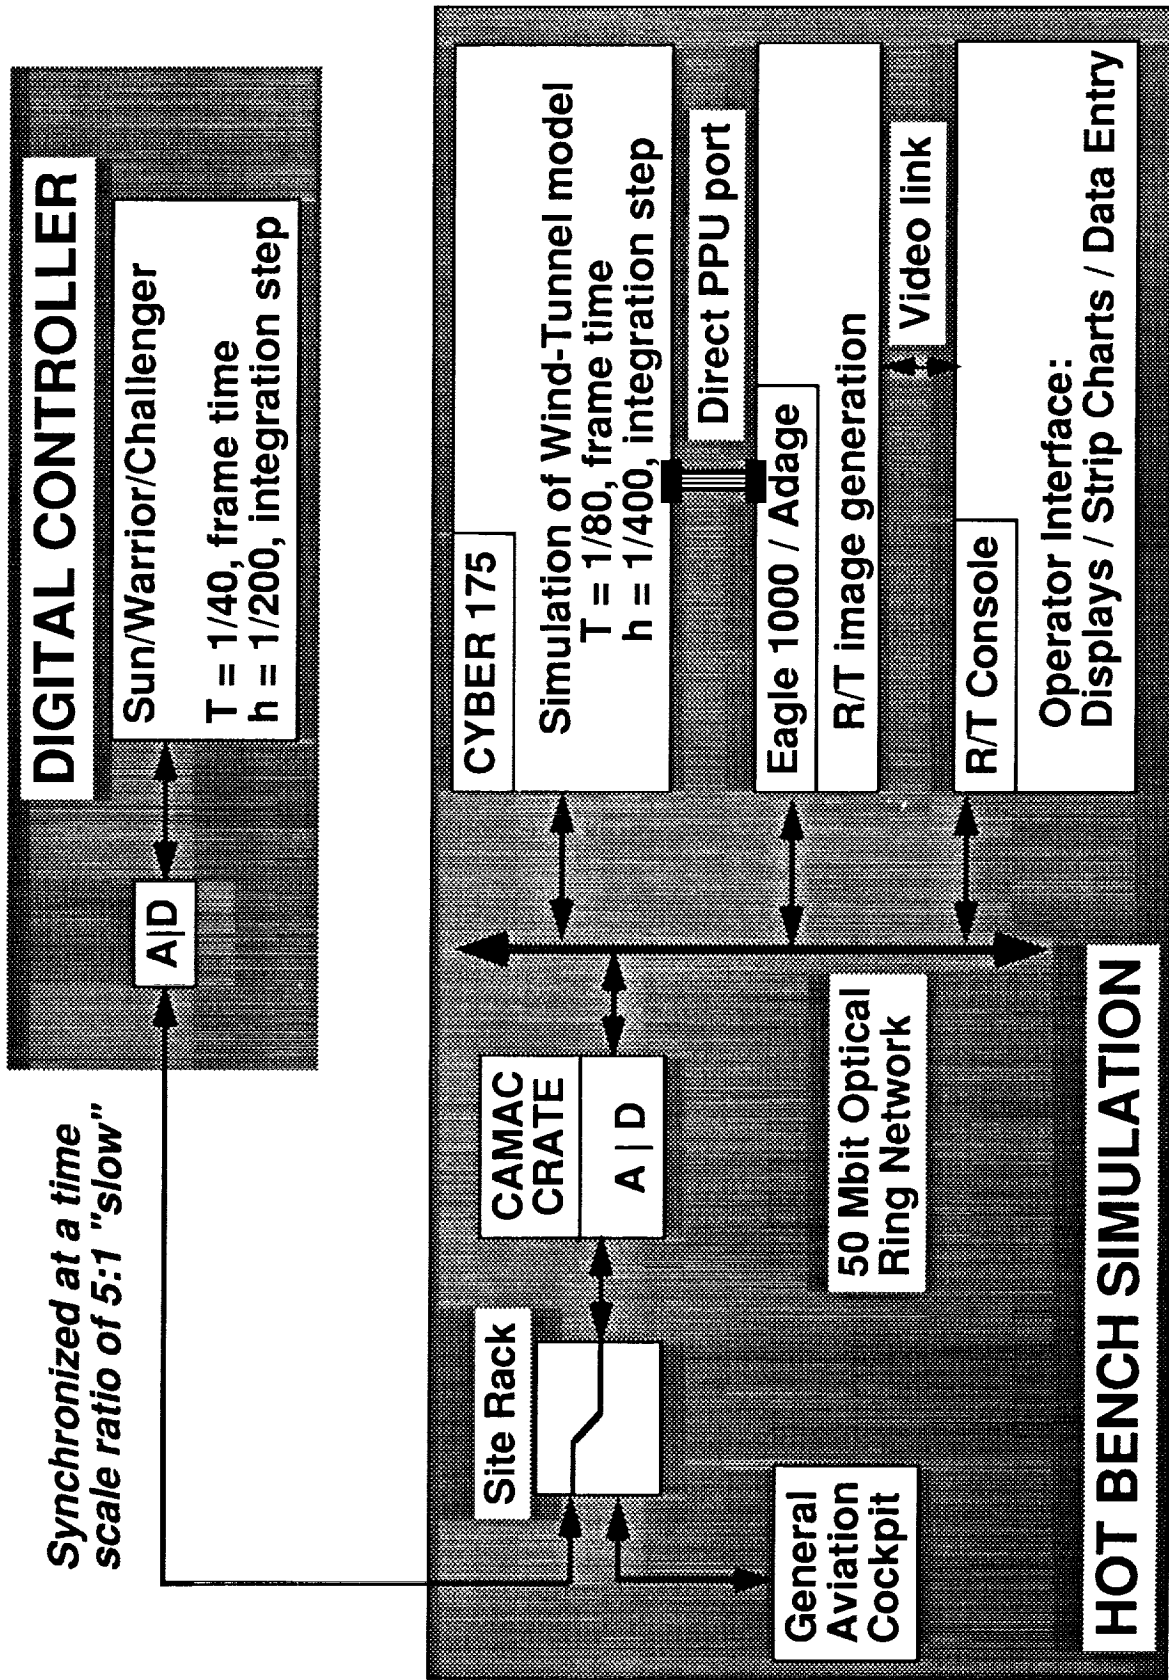 Synchronized at a time
scale ratio of 5:1 "slow"
DIGITAL CONTROLLER
A|D
Sun/Warrior/Challenger
T = 1/40, frame time
h = 1/200, integration step
Site Rack
CAMAC
CRATE
A | D
General
Aviation
Cockpit
50 Mbit Optical
Ring Network
CYBER 175
Simulation of Wind-Tunnel model
T = 1/80, frame time
h = 1/400, integration step
Direct PPU port
Eagle 1000 / Adage
R/T image generation
Video link
R/T Console
Operator Interface:
Displays / Strip Charts / Data Entry
HOT BENCH SIMULATION